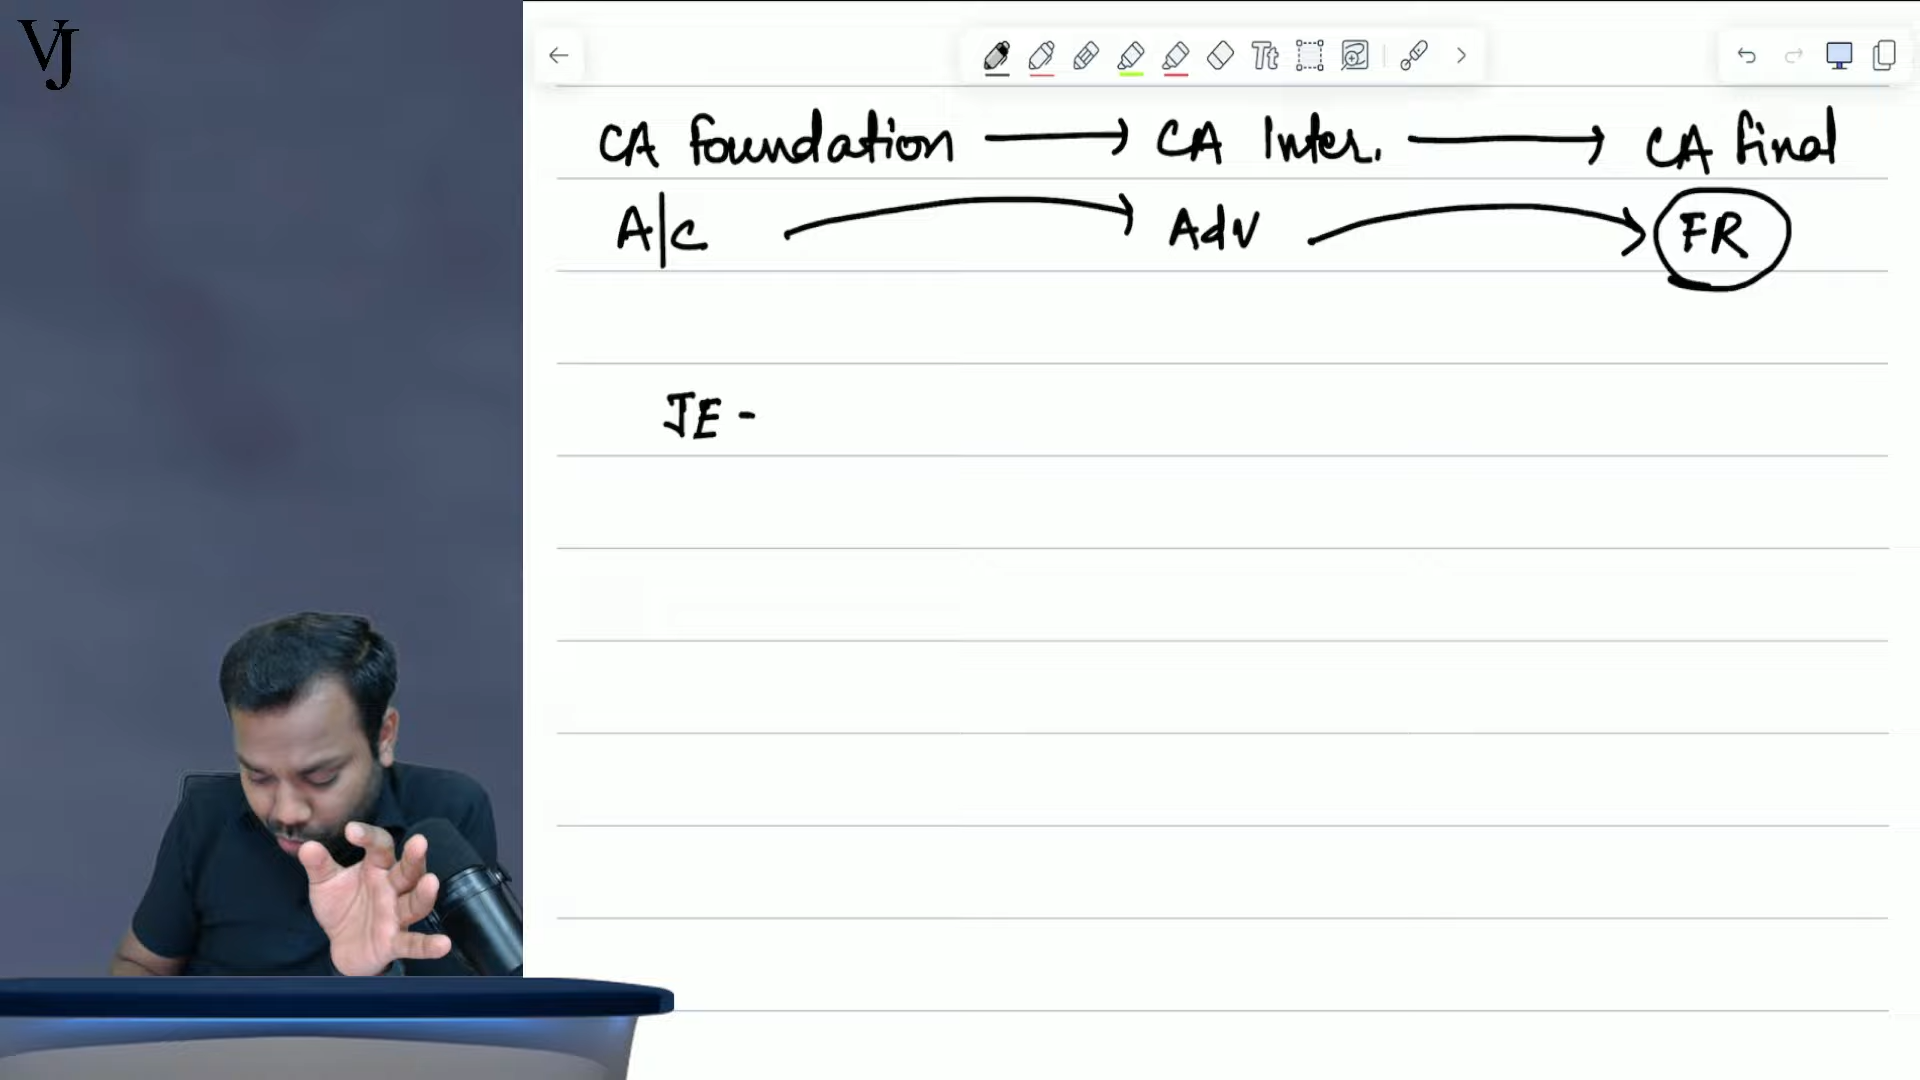 VJ
CA Foundation → CA Inter. → CA Final
A/c → Adv → FR
JE -